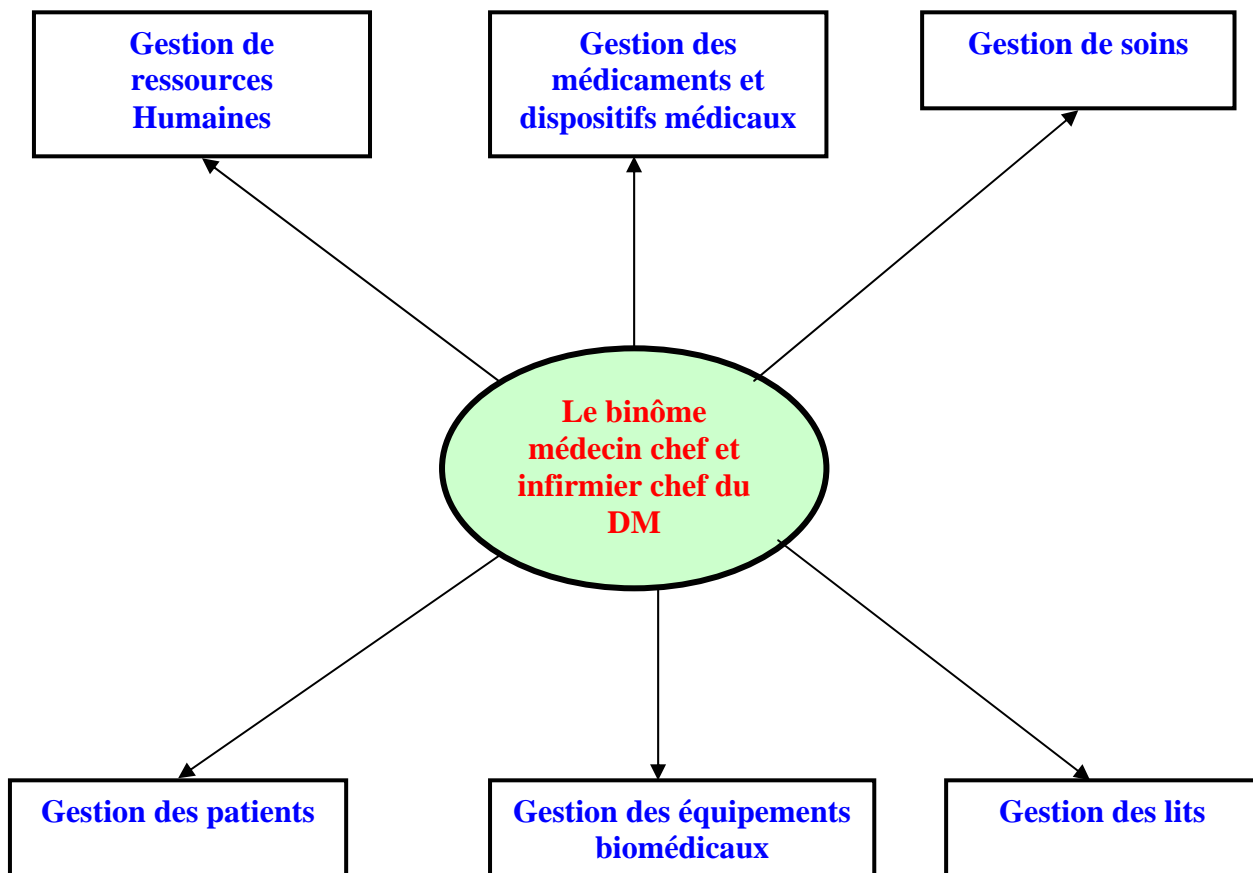 Gestion de
ressources
Humaines
Gestion des
médicaments et
dispositifs médicaux
Gestion de soins
Le binôme
médecin chef et
infirmier chef du
DM
Gestion des patients
Gestion des équipements
biomédicaux
Gestion des lits